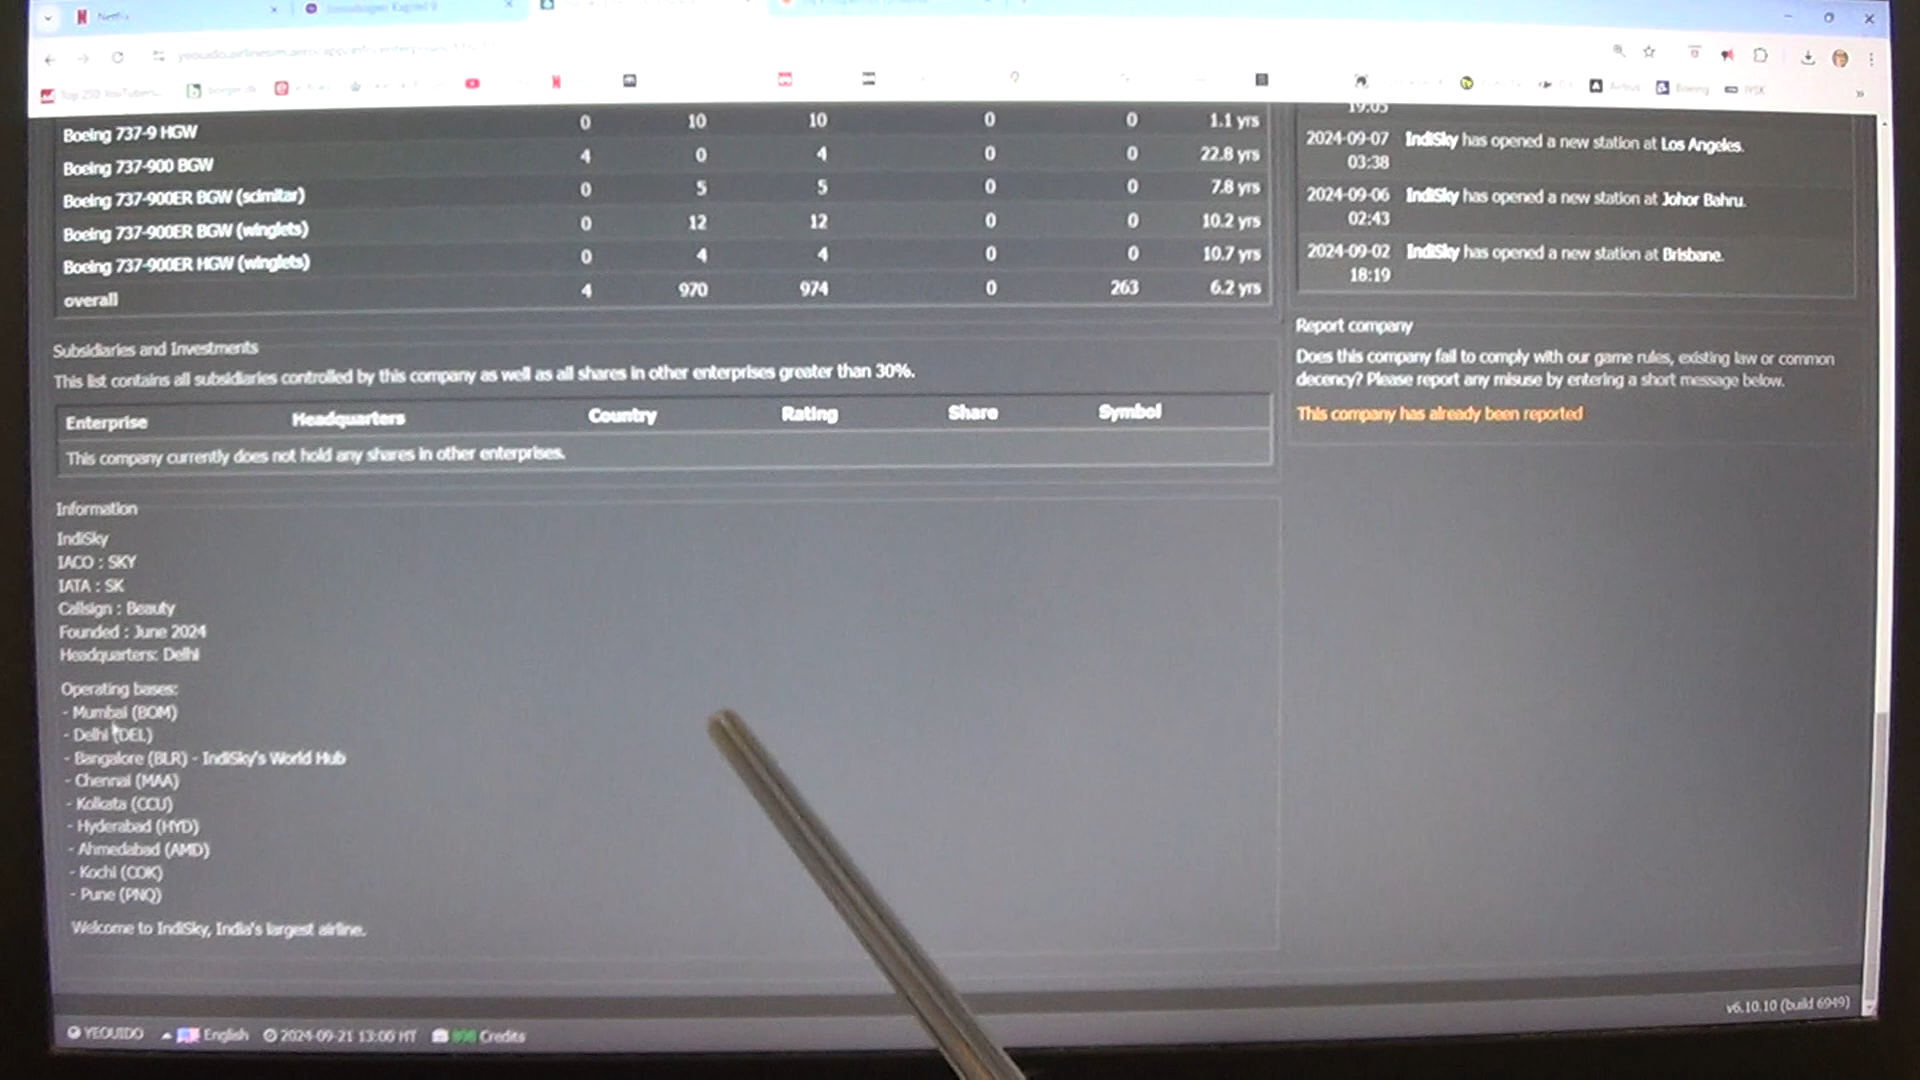 Netflix
Boeing 737-9 HGW 0 10 10 0 0 1.1 yrs
Boeing 737-900 BGW 4 0 4 0 0 22.8 yrs
Boeing 737-900ER BGW (scimitar) 0 5 5 0 0 7.8 yrs
Boeing 737-900ER BGW (winglets) 0 12 12 0 0 10.2 yrs
Boeing 737-900ER HGW (winglets) 0 4 4 0 0 10.7 yrs
overall 4 970 974 0 263 6.2 yrs
Subsidiaries and Investments
This list contains all subsidiaries controlled by this company as well as all shares in other enterprises greater than 30%.
Enterprise Headquarters Country Rating Share Symbol
This company currently does not hold any shares in other enterprises.
Information
IndiSky
IACO : SKY
IATA : SK
Callsign : Beauty
Founded : June 2024
Headquarters: Delhi
Operating bases:
- Mumbai (BOM)
- Delhi (DEL)
- Bangalore (BLR) - IndiSky's World Hub
- Chennai (MAA)
- Kolkata (CCU)
- Hyderabad (HYD)
- Ahmedabad (AMD)
- Kochi (COK)
- Pune (PNQ)
Welcome to IndiSky, India's largest airline.
19:05
2024-09-07 IndiSky has opened a new station at Los Angeles.
03:38
2024-09-06 IndiSky has opened a new station at Johor Bahru.
02:43
2024-09-02 IndiSky has opened a new station at Brisbane.
18:19
Report company
Does this company fail to comply with our game rules, existing law or common
decency? Please report any misuse by entering a short message below.
This company has already been reported
v6.10.10 (build 6949)
YEOUIDO English 2024-09-21 13:00 HT Credits